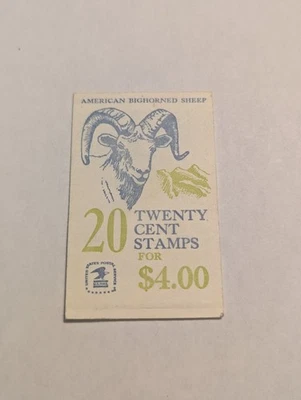 AMERICAN BIGHORNED SHEEP
20 TWENTY
CENT
STAMPS
FOR
$4.00